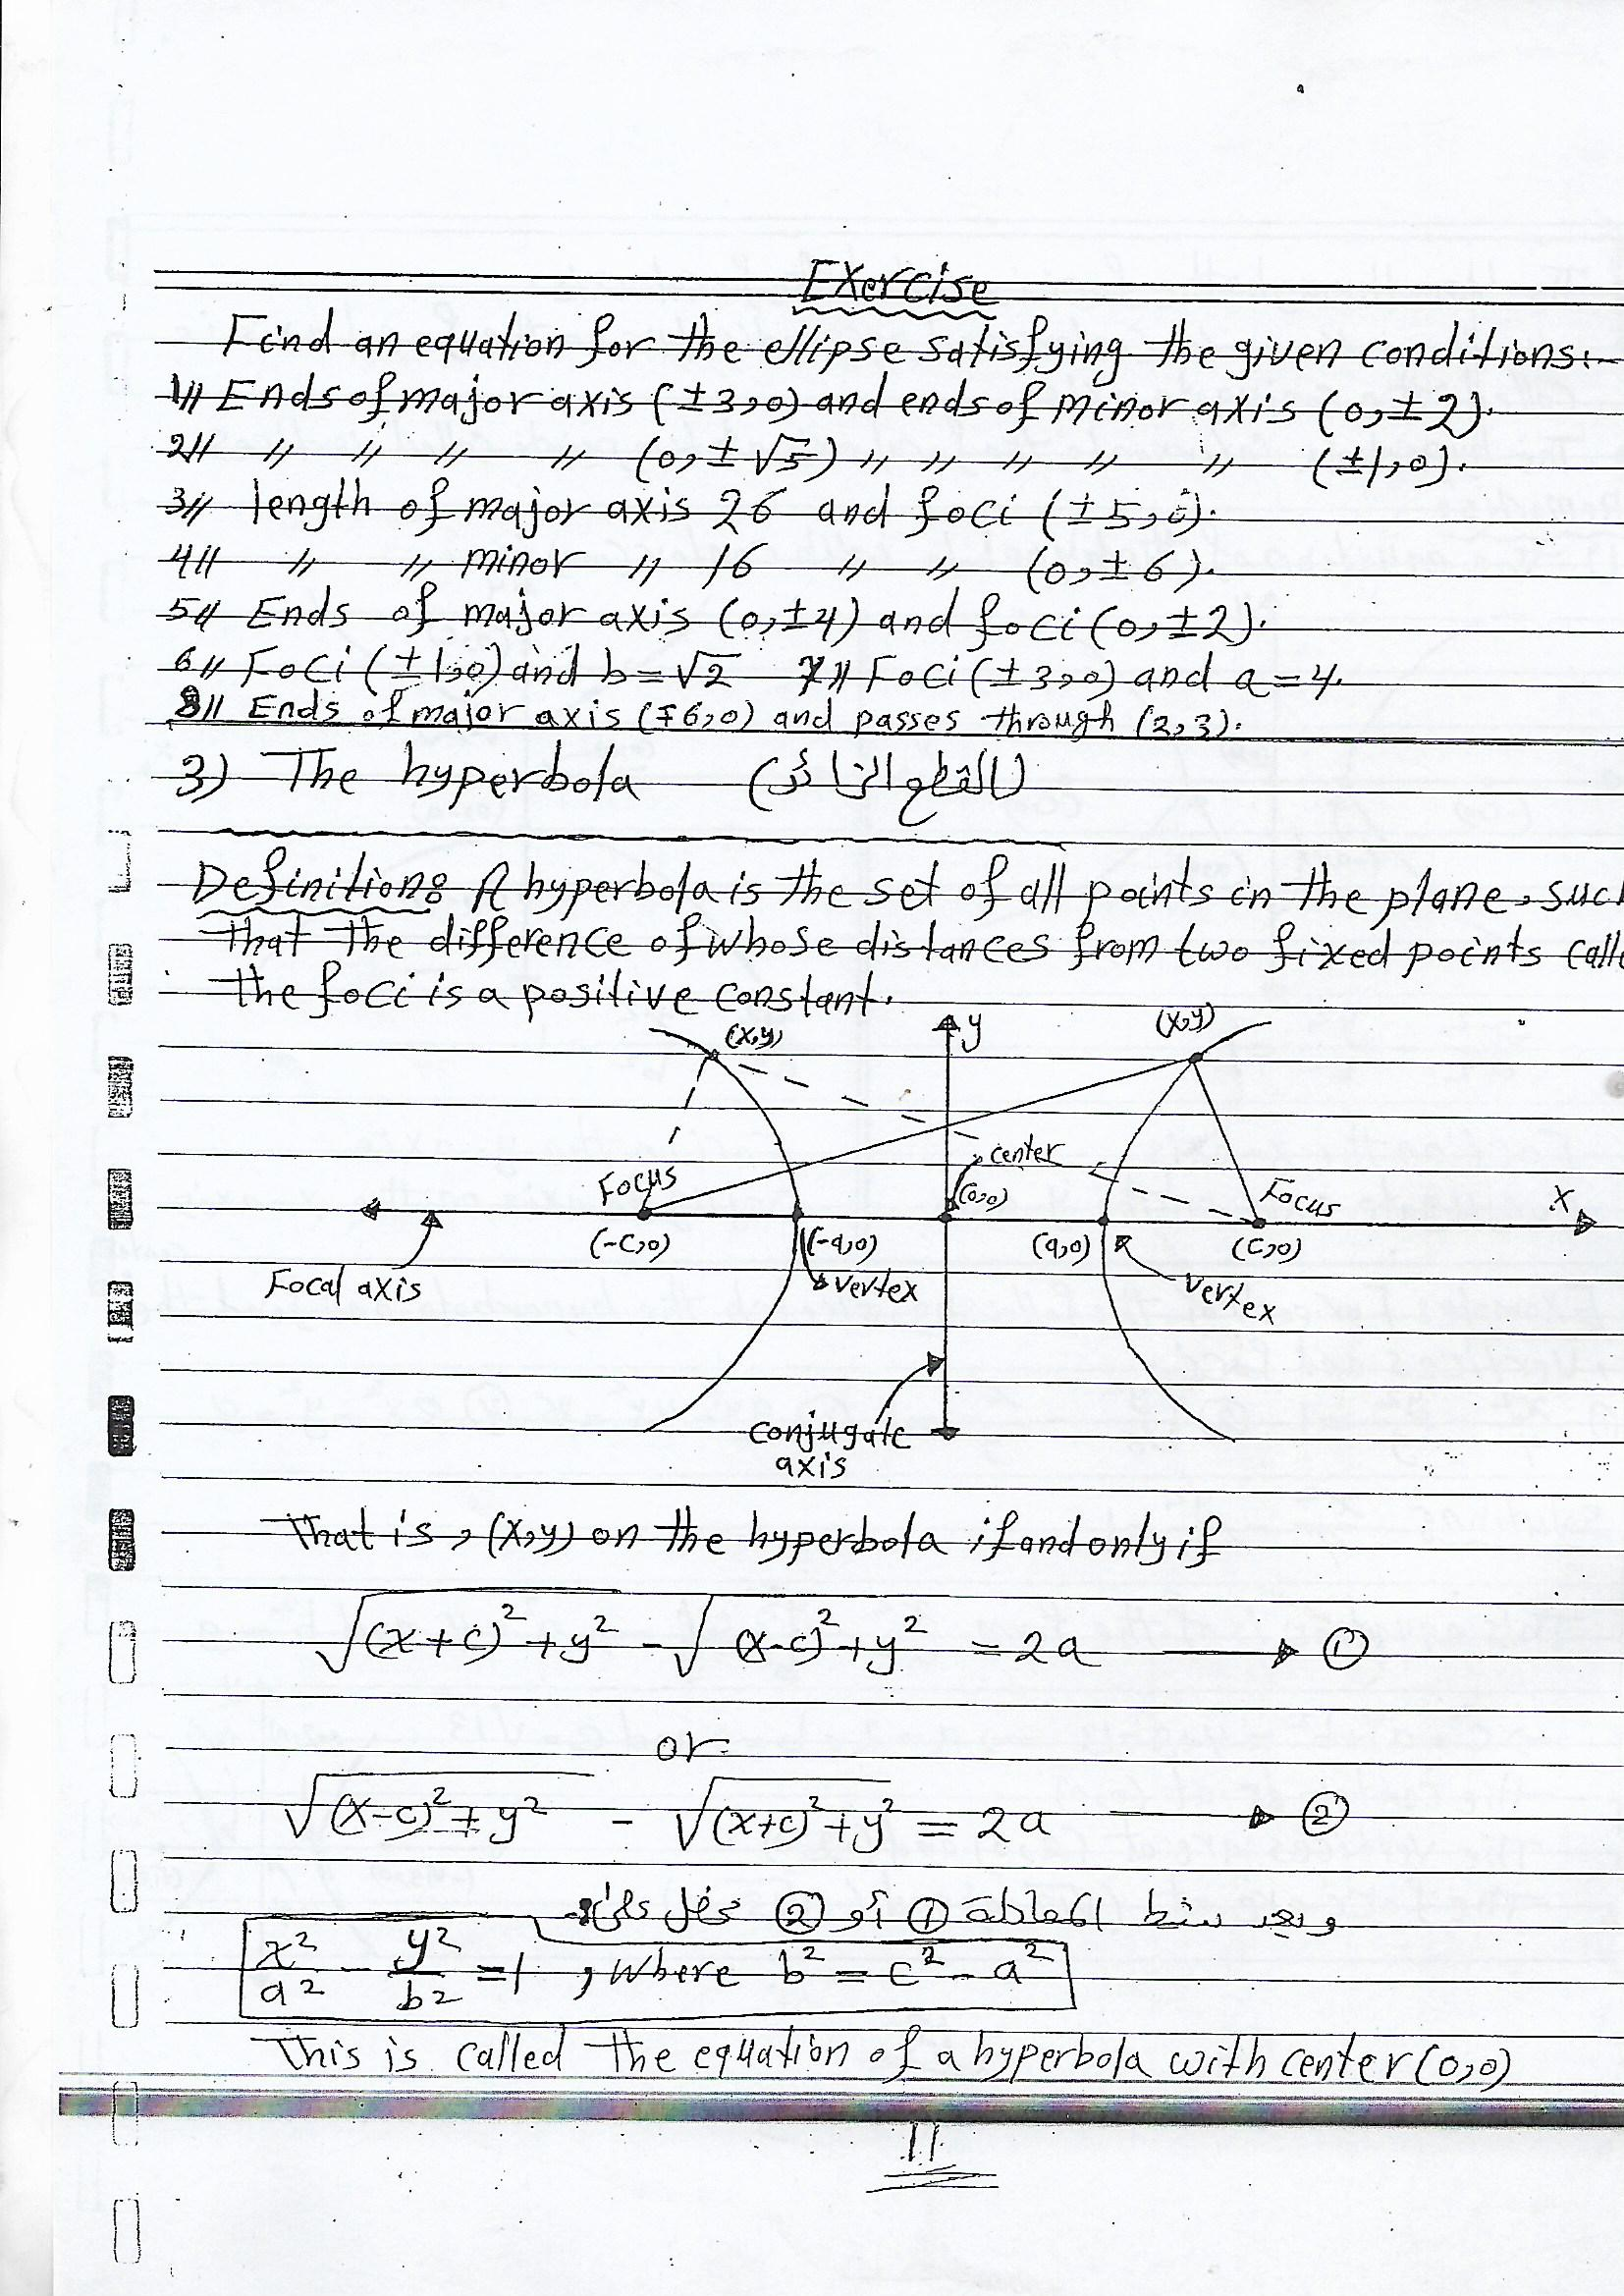 Exercise
Find an equation for the ellipse satisfying the given conditions:-
1// Ends of major axis (±3,0) and ends of minor axis (0,±2).
2// // // // // (0,±√5) // // // // // (±1,0).
3// length of major axis 26 and foci (±5,0).
4// // // minor // 16 // // (0,±6).
5// Ends of major axis (0,±4) and foci (0,±2).
6// Foci (±1,0) and b=√2 7// Foci (±3,0) and a=4.
8// Ends of major axis (∓6,0) and passes through (2,3).
3) The hyperbola (القطع الزائد)
Definition: A hyperbola is the set of all points in the plane, such
that the difference of whose distances from two fixed points
the foci is a positive constant.
(x,y) y (x,y)
center
Focus (0,0) Focus x
(-c,0) (-a,0) (a,0) (c,0)
Focal axis vertex vertex
conjugate
axis
That is, (x,y) on the hyperbola if and only if
√(x+c)²+y² - √(x-c)²+y² = 2a → ①
or
√(x-c)²+y² - √(x+c)²+y² = 2a → ②
وبعد بسط المعادلة ① أو ② نحصل على:-
x²/a² - y²/b² = 1 , where b² = c² - a²
This is called the equation of a hyperbola with center (0,0)
11